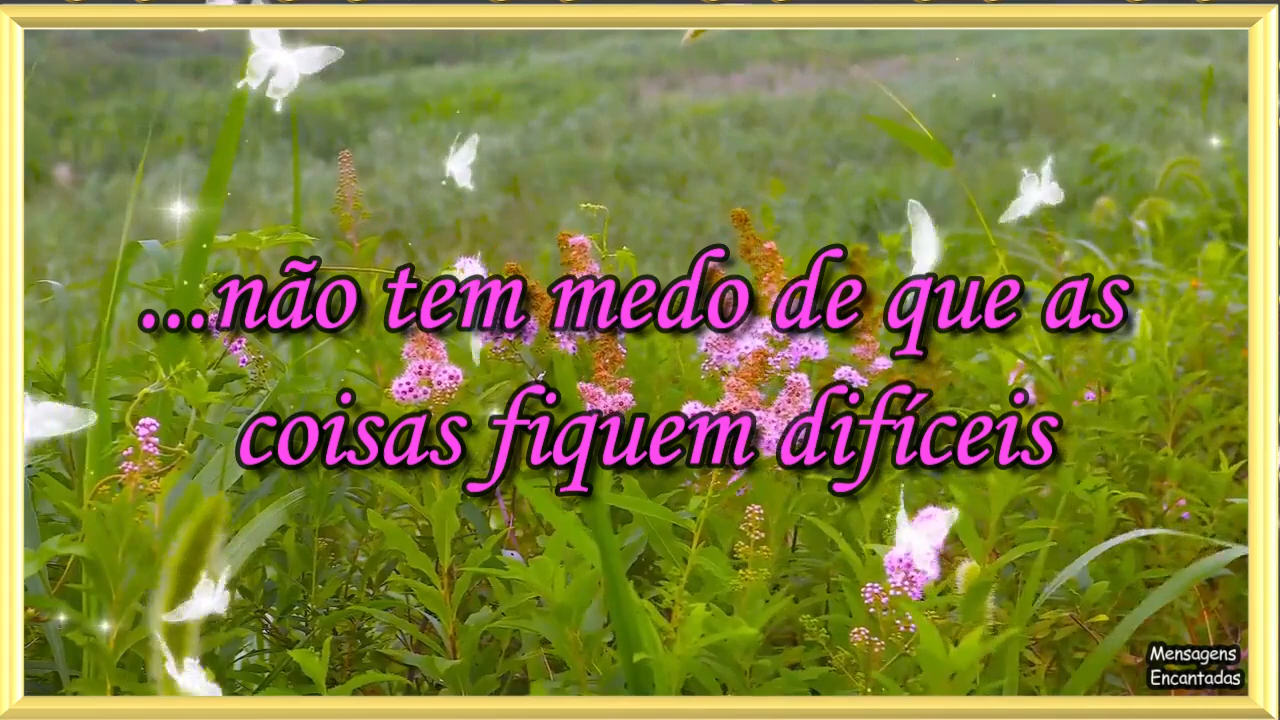 ...não tem medo de que as
coisas fiquem difíceis
Mensagens
Encantadas